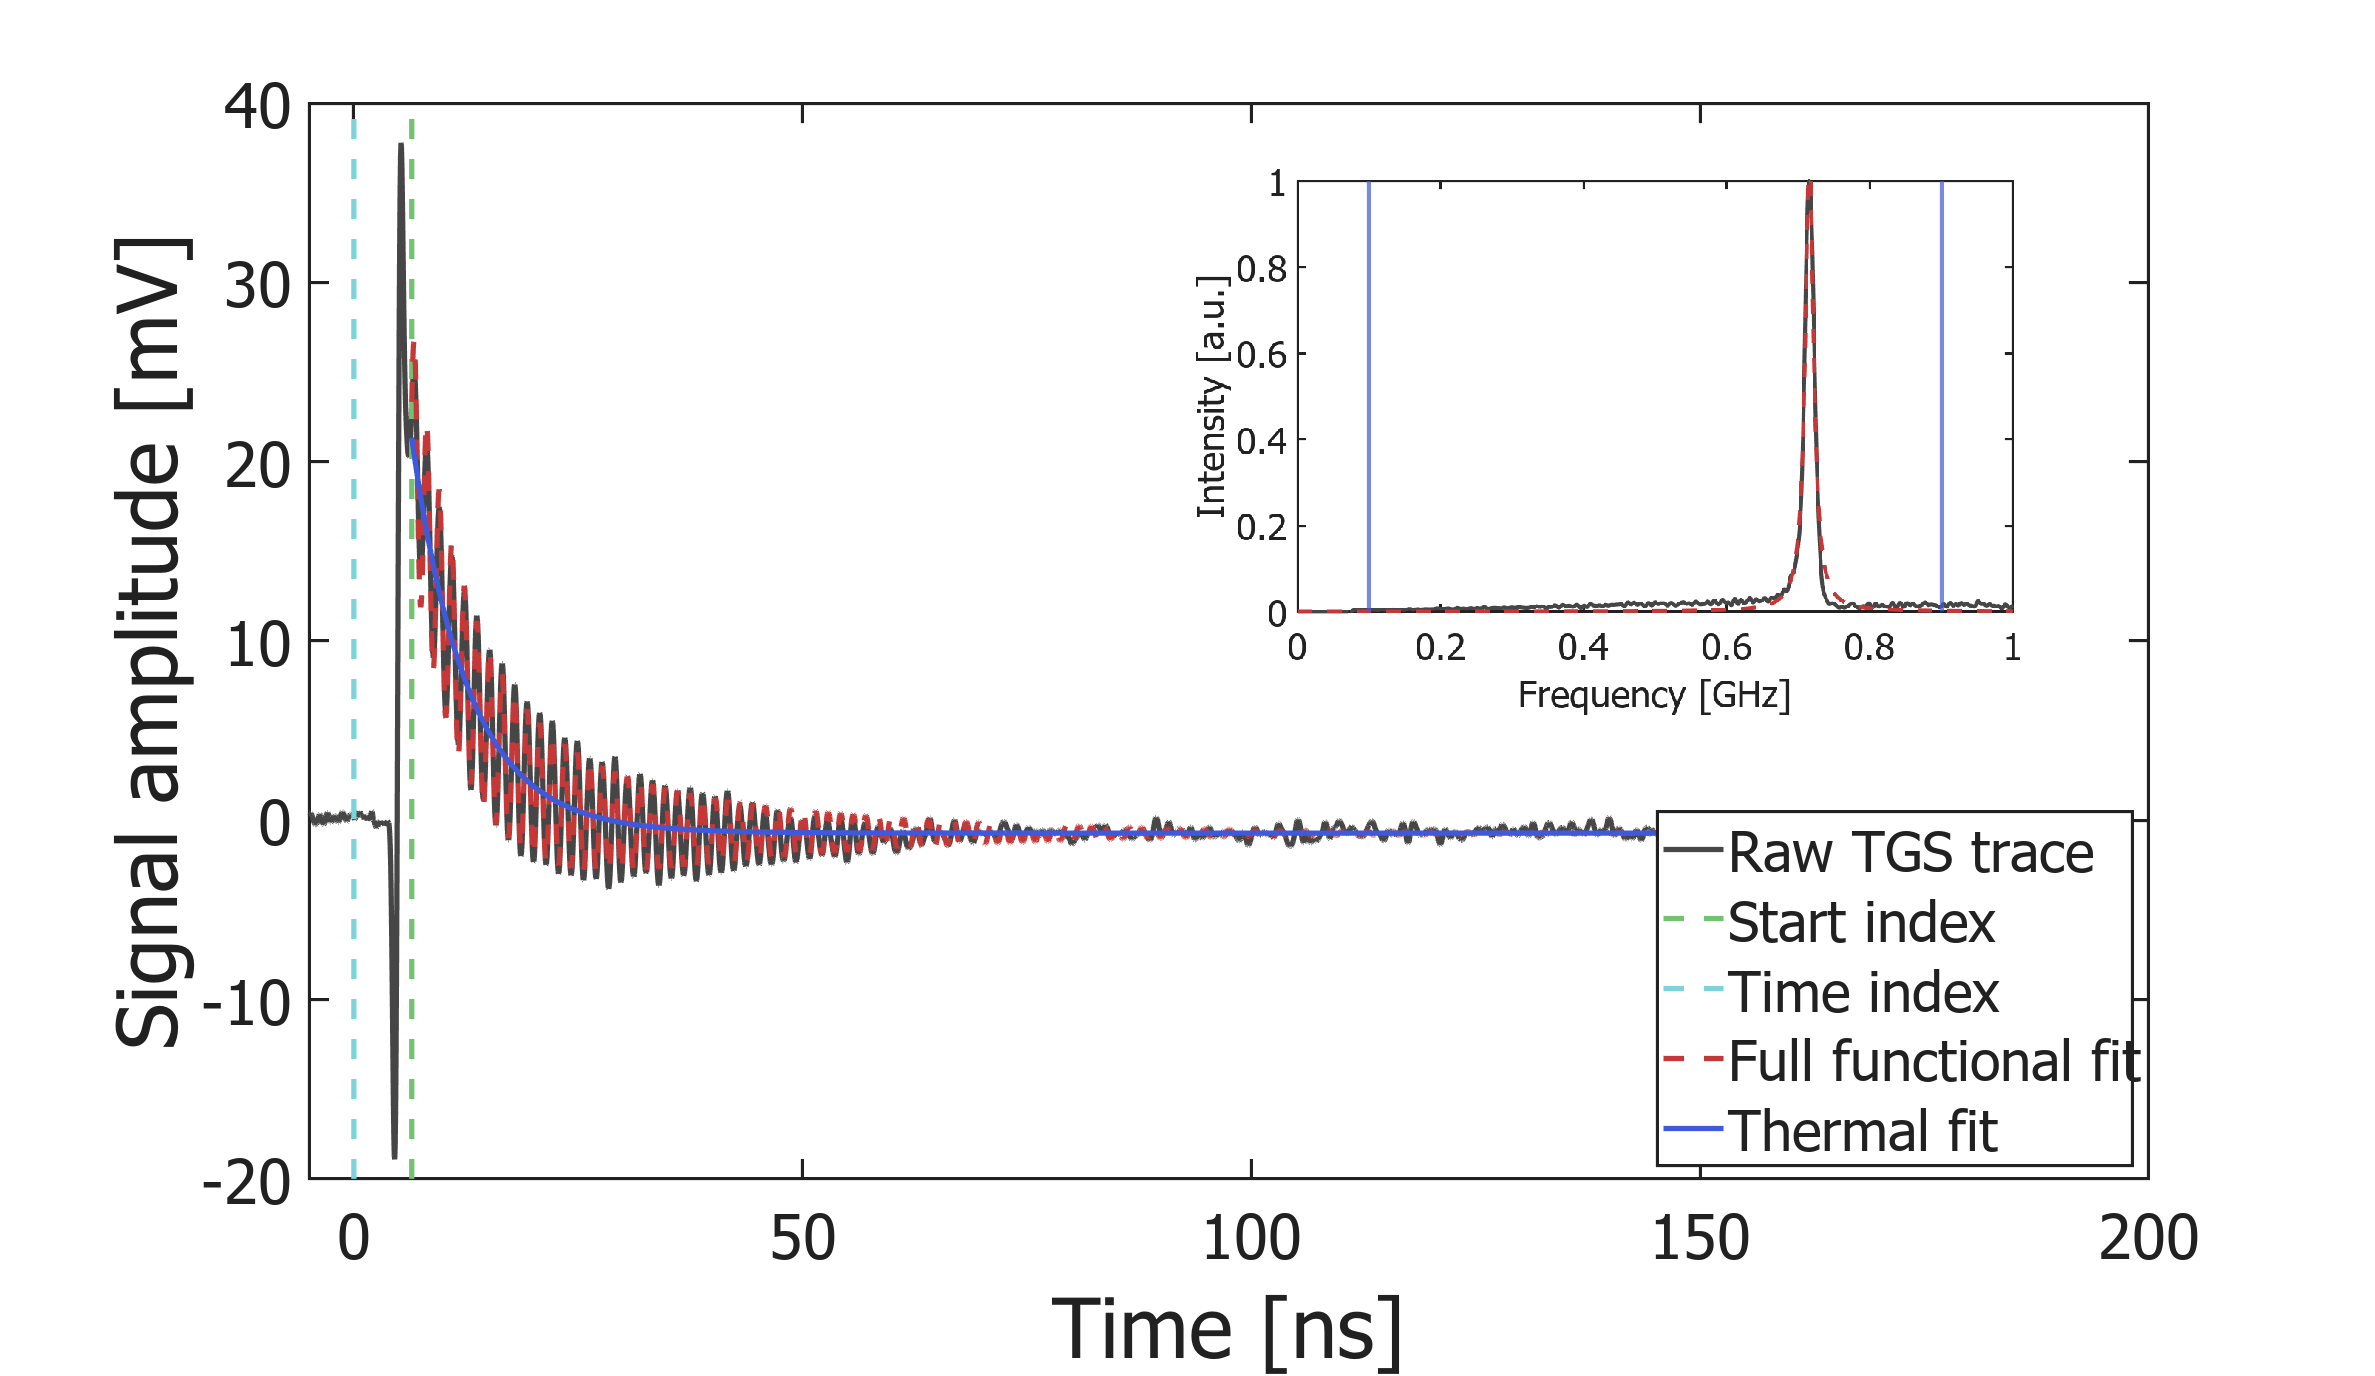 40
30
20
10
0
-10
-20
Signal amplitude [mV]
0
50
100
150
200
Time [ns]
1
0.8
0.6
0.4
0.2
0
Intensity [a.u.]
0
0.2
0.4
0.6
0.8
1
Frequency [GHz]
Raw TGS trace
Start index
Time index
Full functional fit
Thermal fit